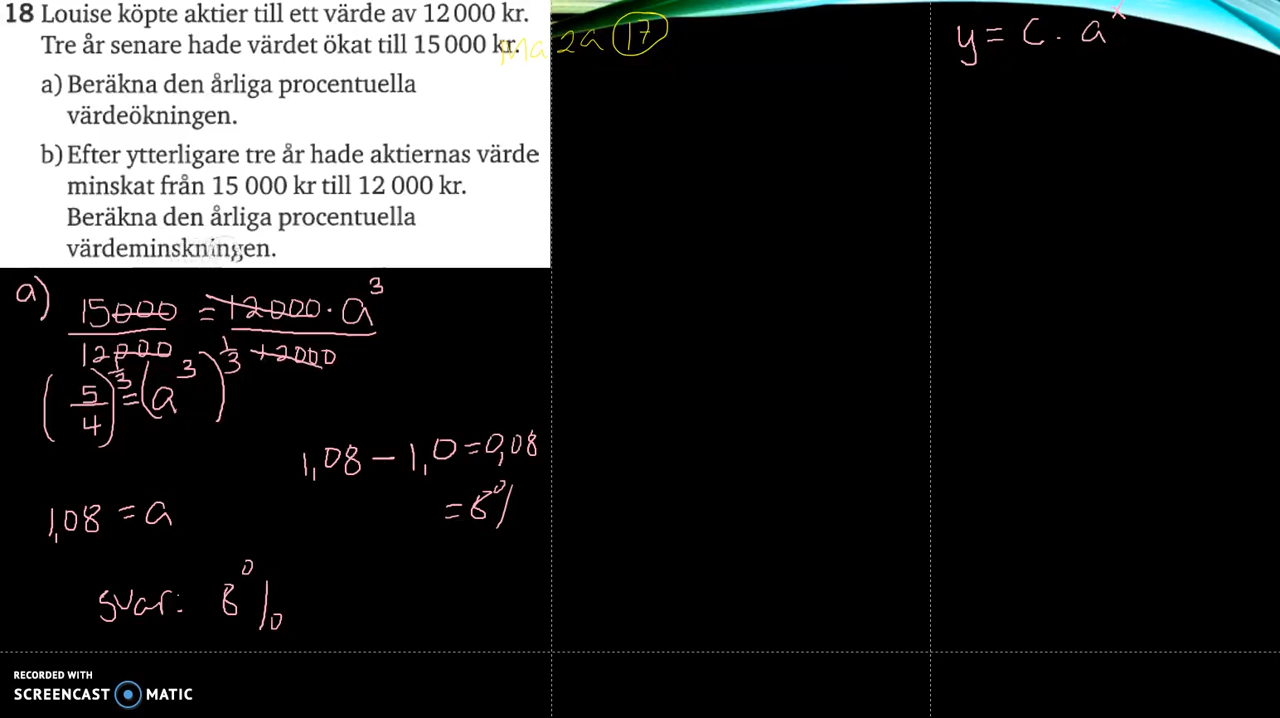 18 Louise köpte aktier till ett värde av 12 000 kr.
Tre år senare hade värdet ökat till 15 000 kr.
a) Beräkna den årliga procentuella
värdeökningen.
b) Efter ytterligare tre år hade aktiernas värde
minskat från 15 000 kr till 12 000 kr.
Beräkna den årliga procentuella
värdeminskningen.
Ma 2a 17
y = C · a^x
a) 15000 = 12000 · a^3
12000 12000
(5/4)^1/3 = (a^3)^1/3
1,08 − 1,0 = 0,08
= 8%
1,08 = a
svar: 8%
RECORDED WITH
SCREENCAST MATIC